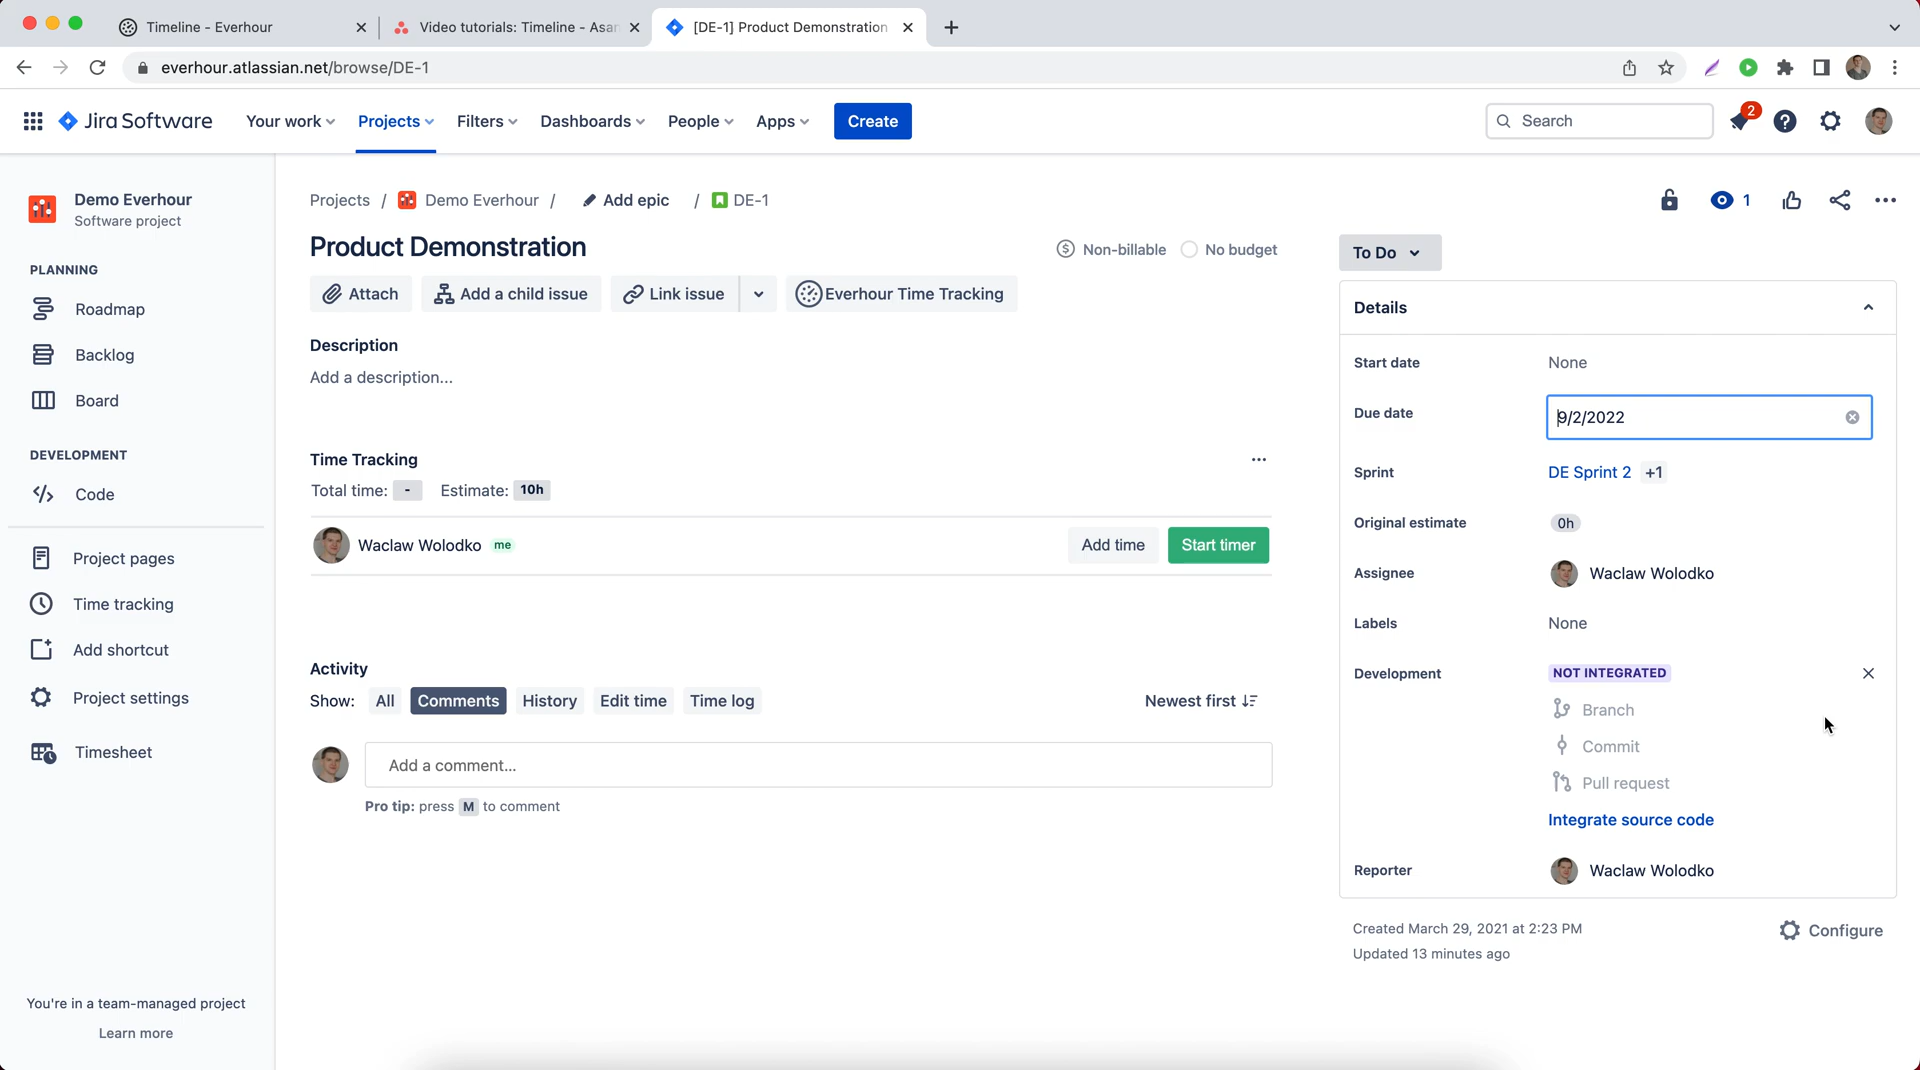 Timeline - Everhour
Video tutorials: Timeline - Asan
[DE-1] Product Demonstration
everhour.atlassian.net/browse/DE-1
Jira Software
Your work
Projects
Filters
Dashboards
People
Apps
Create
Search
2
Demo Everhour
Software project
PLANNING
Roadmap
Backlog
Board
DEVELOPMENT
Code
Project pages
Time tracking
Add shortcut
Project settings
Timesheet
You're in a team-managed project
Learn more
Projects / Demo Everhour / Add epic / DE-1
1
Product Demonstration
Non-billable
No budget
Attach
Add a child issue
Link issue
Everhour Time Tracking
Description
Add a description...
Time Tracking
Total time: - Estimate: 10h
Waclaw Wolodko me
Add time
Start timer
Activity
Show: All Comments History Edit time Time log
Newest first
Add a comment...
Pro tip: press M to comment
To Do
Details
Start date None
Due date 9/2/2022
Sprint DE Sprint 2 +1
Original estimate 0h
Assignee Waclaw Wolodko
Labels None
Development NOT INTEGRATED
Branch
Commit
Pull request
Integrate source code
Reporter Waclaw Wolodko
Created March 29, 2021 at 2:23 PM
Updated 13 minutes ago
Configure